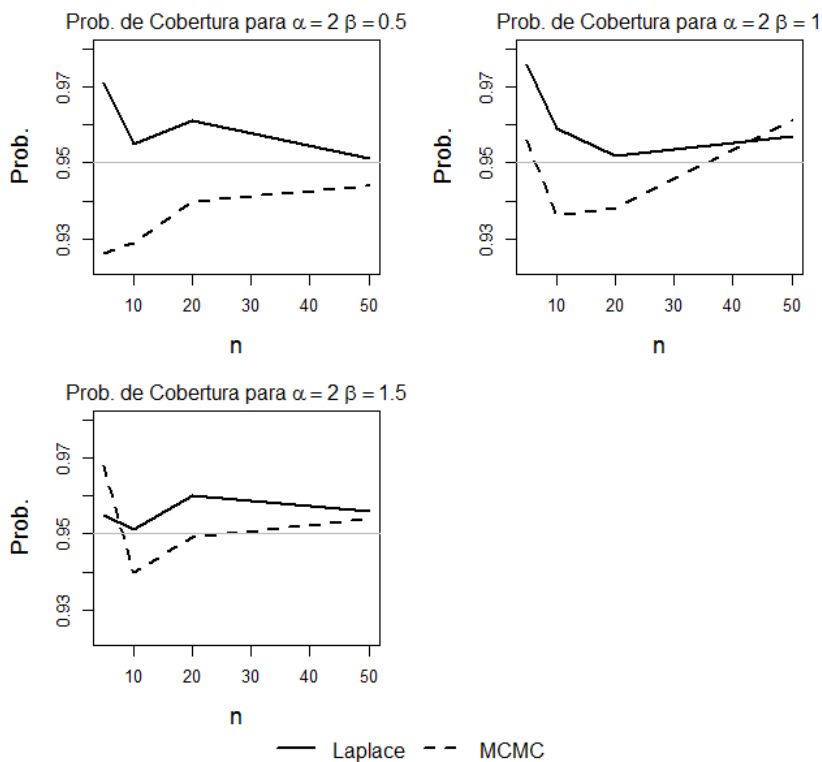 Prob. de Cobertura para α = 2 β = 0.5
Prob.
0.97
0.95
0.93
10 20 30 40 50
n
Prob. de Cobertura para α = 2 β = 1
Prob.
0.97
0.95
0.93
10 20 30 40 50
n
Prob. de Cobertura para α = 2 β = 1.5
Prob.
0.97
0.95
0.93
10 20 30 40 50
n
Laplace MCMC